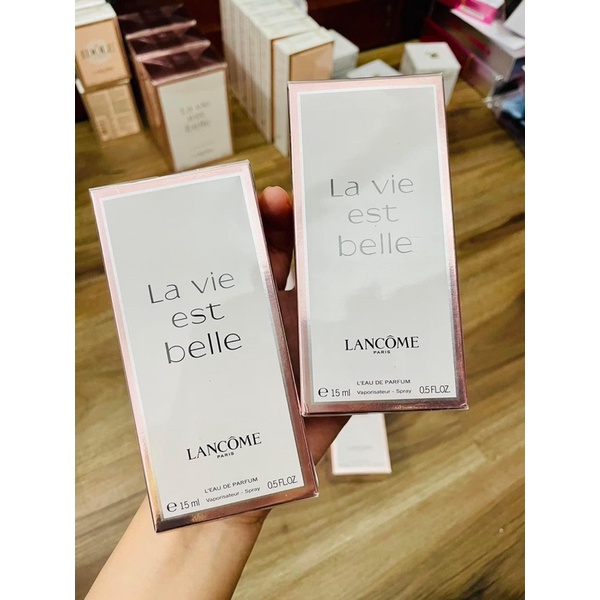 La vie
est
belle
LANCÔME
PARIS
L'EAU DE PARFUM
e 15 ml Vaporisateur - Spray 0.5 FL.OZ.
La vie
est
belle
LANCÔME
PARIS
L'EAU DE PARFUM
e 15 ml Vaporisateur - Spray 0.5 FL.OZ.
La vie
est
belle